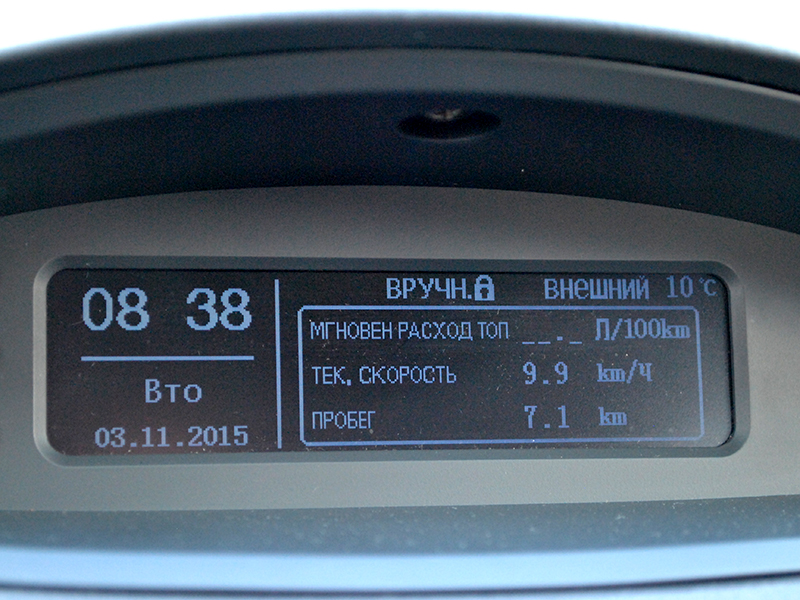 08 38
Вто
03.11.2015
ВРУЧН. ВНЕШНИЙ 10°C
МГНОВЕН РАСХОД ТОП __._ Л/100km
ТЕК. СКОРОСТЬ 9.9 km/ч
ПРОБЕГ 7.1 km